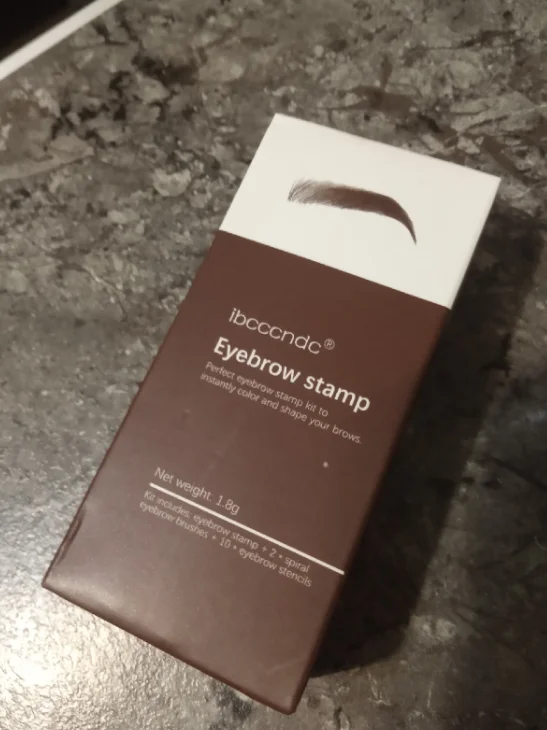 ibcccndc®
Eyebrow stamp
Perfect eyebrow stamp kit to
instantly color and shape your brows.
Net weight. 1.8g
Kit includes, eyebrow stamp + 2 * spiral
eyebrow brushes + 10 * eyebrow stencils